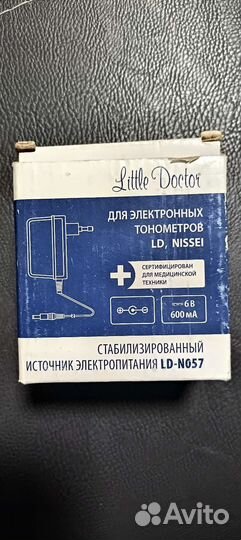 Little Doctor
ДЛЯ ЭЛЕКТРОННЫХ
ТОНОМЕТРОВ
LD, NISSEI
СЕРТИФИЦИРОВАН
ДЛЯ МЕДИЦИНСКОЙ
ТЕХНИКИ
6 В
600 мА
СТАБИЛИЗИРОВАННЫЙ
ИСТОЧНИК ЭЛЕКТРОПИТАНИЯ LD-N057
Avito